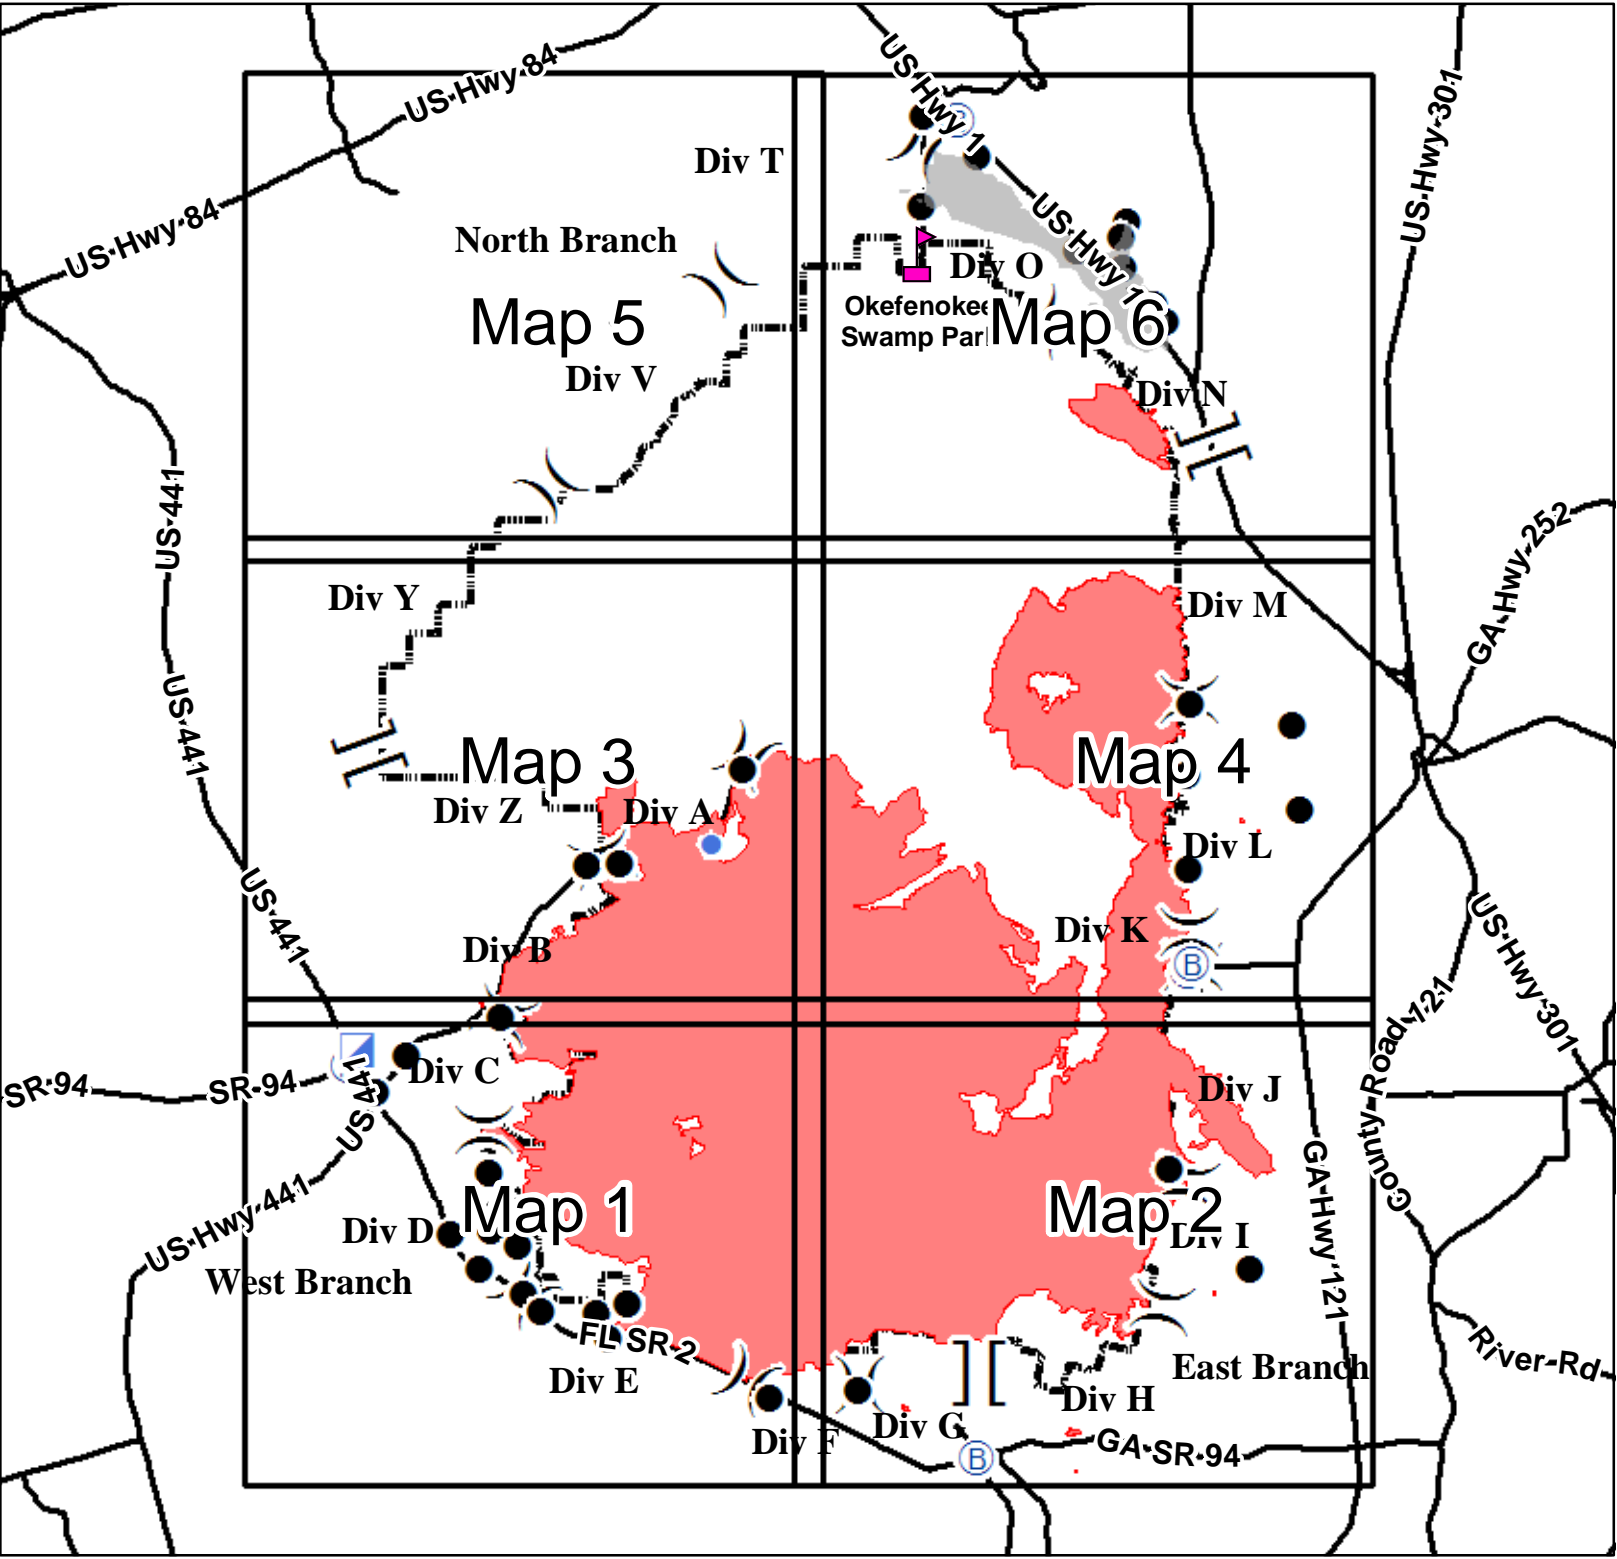 US Hwy 84
US Hwy 1
US-Hwy-301
Div T
US-Hwy-84
North Branch
US-Hwy 1
Div O
Map 5
Okefenokee
Swamp Par
Map 6
Div V
Div N
US-441
GA-Hwy-252
Div Y
Div M
US-441
Map 3
Map 4
Div Z
Div A
Div L
US-441
Div B
Div K
US-Hwy-301
B
County-Road-121
Div C
SR-94
SR-94
US 441
Div J
GA-Hwy-121
US-Hwy-441
Map 1
Map 2
Div D
Div I
West Branch
FL SR 2
River-Rd
Div E
East Branch
Div H
Div G
Div F
GA-SR-94
B